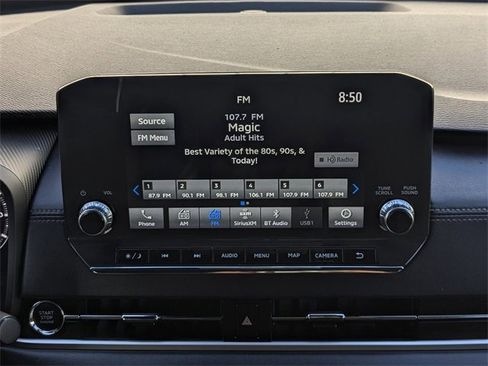 FM 8:50
Source 107.7 FM
Magic
FM Menu Adult Hits
Best Variety of the 80s, 90s, &
Today!
HD Radio
1 2 3 4 5 6
87.9 FM 90.1 FM 98.1 FM 106.1 FM 107.9 FM 107.9 FM
VOL TUNE SCROLL PUSH SOUND
Phone AM FM SiriusXM BT Audio USB1 Settings
AUDIO MENU MAP CAMERA
START
STOP
ENGINE